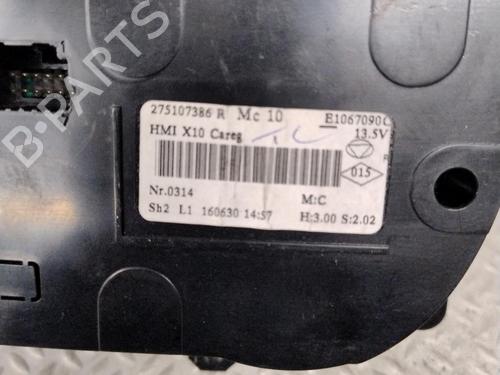 B-PARTS
275107386 R Mc 10 E1067090C
HMI X10 Careg 13.5V
R
015
Nr.0314 M:C
Sh2 L1 160630 14:57 H:3.00 S:2.02